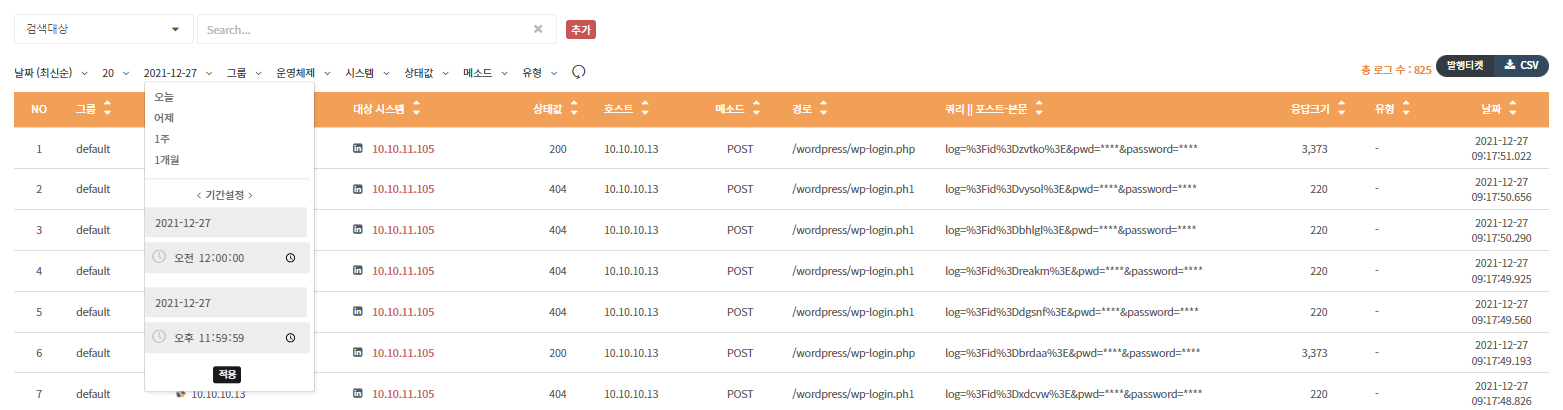 검색대상 Search... 추가
날짜 (최신순) 20 2021-12-27 그룹 운영체제 시스템 상태값 메소드 유형 총 로그 수 : 825 발행티켓 CSV
오늘
어제
1주
1개월
< 기간설정 >
2021-12-27
오전 12:00:00
2021-12-27
오후 11:59:59
적용
NO 그룹 대상 시스템 상태값 호스트 메소드 경로 쿼리 || 포스트-본문 응답크기 유형 날짜
1 default 10.10.11.105 200 10.10.10.13 POST /wordpress/wp-login.php log=%3Fid%3Dzvtko%3E&pwd=****&password=**** 3,373 - 2021-12-27
09:17:51.022
2 default 10.10.11.105 404 10.10.10.13 POST /wordpress/wp-login.ph1 log=%3Fid%3Dvysol%3E&pwd=****&password=**** 220 - 2021-12-27
09:17:50.656
3 default 10.10.11.105 404 10.10.10.13 POST /wordpress/wp-login.ph1 log=%3Fid%3Dbhlgl%3E&pwd=****&password=**** 220 - 2021-12-27
09:17:50.290
4 default 10.10.11.105 404 10.10.10.13 POST /wordpress/wp-login.ph1 log=%3Fid%3Dreakm%3E&pwd=****&password=**** 220 - 2021-12-27
09:17:49.925
5 default 10.10.11.105 404 10.10.10.13 POST /wordpress/wp-login.ph1 log=%3Fid%3Ddgsnf%3E&pwd=****&password=**** 220 - 2021-12-27
09:17:49.560
6 default 10.10.11.105 200 10.10.10.13 POST /wordpress/wp-login.php log=%3Fid%3Dbrdaa%3E&pwd=****&password=**** 3,373 - 2021-12-27
09:17:49.193
7 default 10.10.10.13 10.10.11.105 404 10.10.10.13 POST /wordpress/wp-login.ph1 log=%3Fid%3Dxdcvw%3E&pwd=****&password=**** 220 - 2021-12-27
09:17:48.826